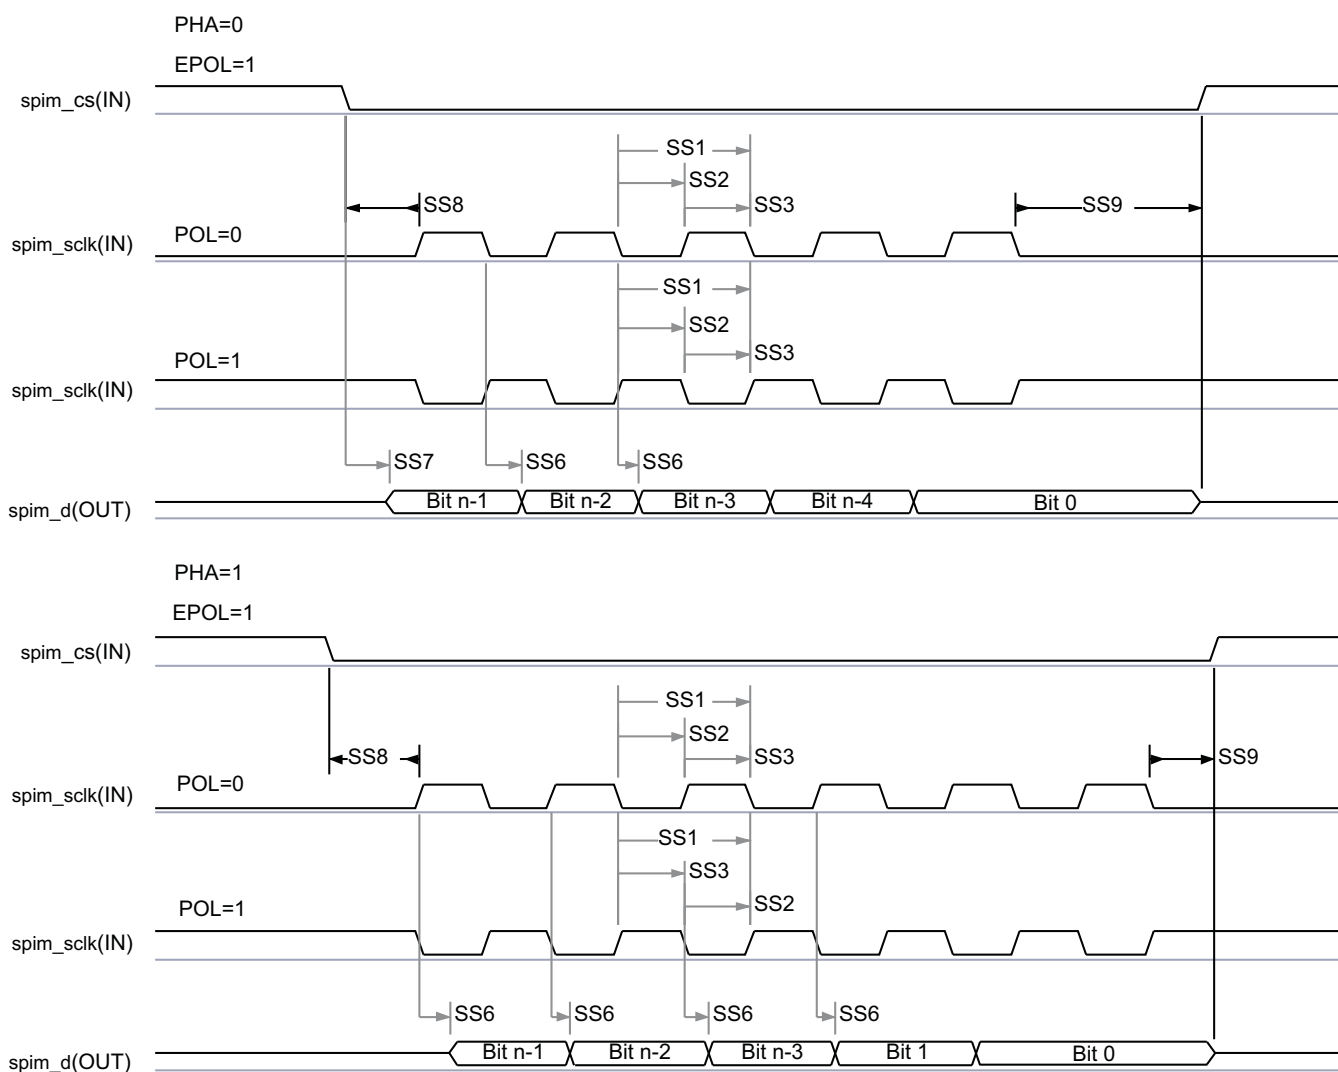 PHA=0
EPOL=1
spim_cs(IN)
SS1
SS2
SS8
SS3
SS9
POL=0
spim_sclk(IN)
SS1
SS2
SS3
POL=1
spim_sclk(IN)
SS7
SS6
SS6
Bit n-1
Bit n-2
Bit n-3
Bit n-4
Bit 0
spim_d(OUT)
PHA=1
EPOL=1
spim_cs(IN)
SS1
SS2
SS8
SS3
SS9
POL=0
spim_sclk(IN)
SS1
SS3
SS2
POL=1
spim_sclk(IN)
SS6
SS6
SS6
SS6
Bit n-1
Bit n-2
Bit n-3
Bit 1
Bit 0
spim_d(OUT)